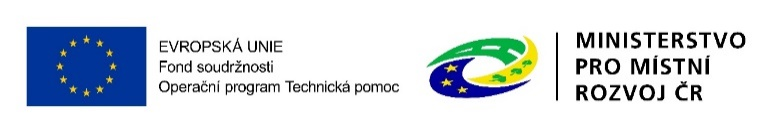 EVROPSKÁ UNIE
Fond soudržnosti
Operační program Technická pomoc
MINISTERSTVO
PRO MÍSTNÍ
ROZVOJ ČR